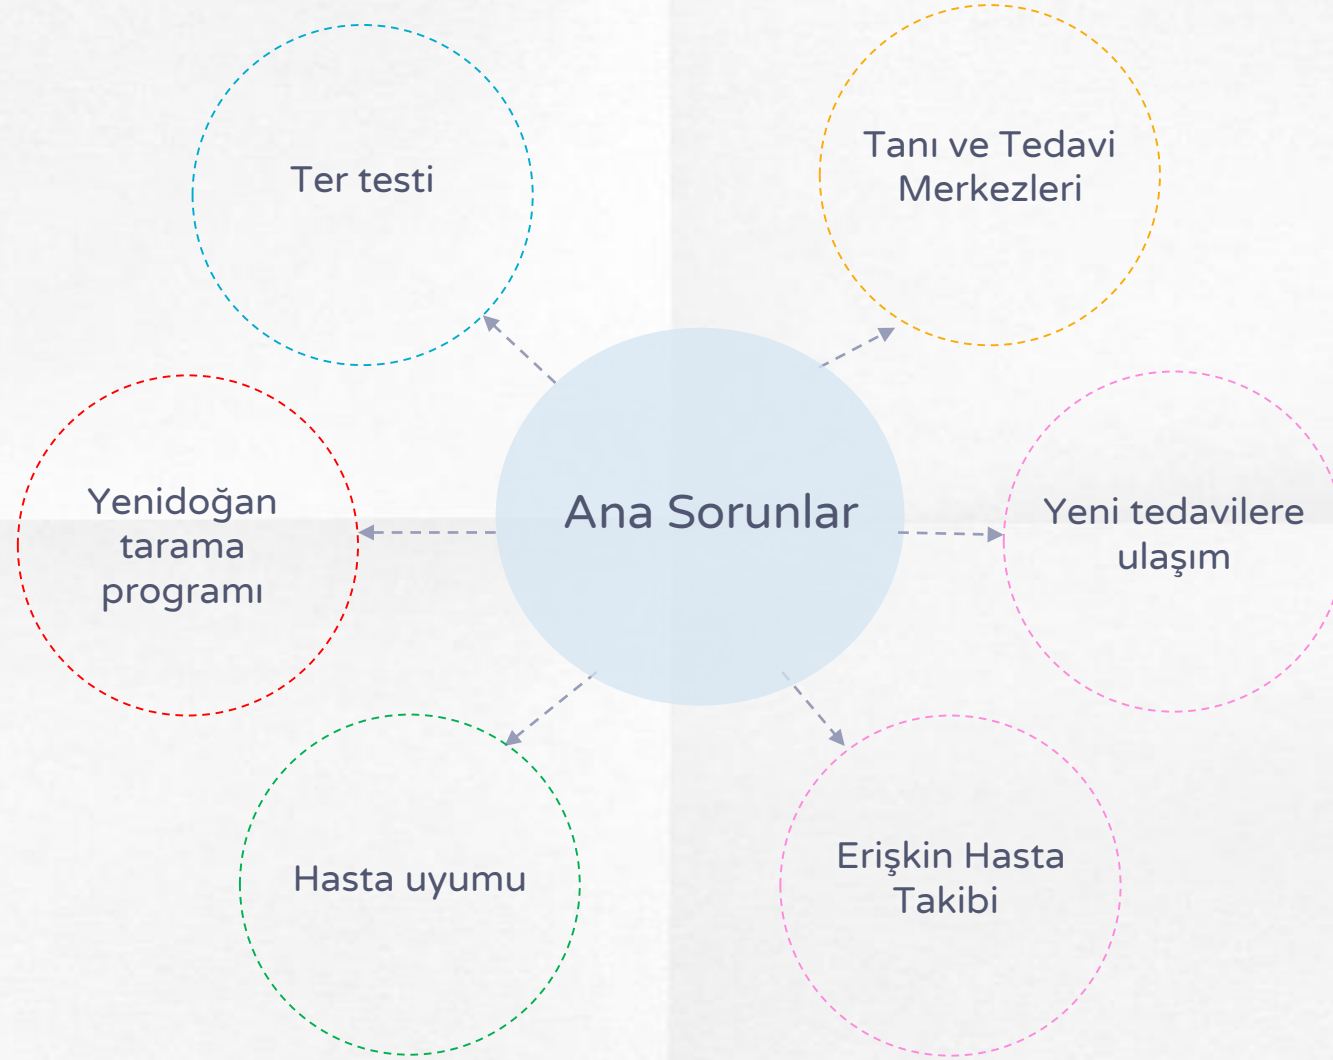 Ter testi
Tanı ve Tedavi
Merkezleri
Yenidoğan
tarama
programı
Ana Sorunlar
Yeni tedavilere
ulaşım
Hasta uyumu
Erişkin Hasta
Takibi